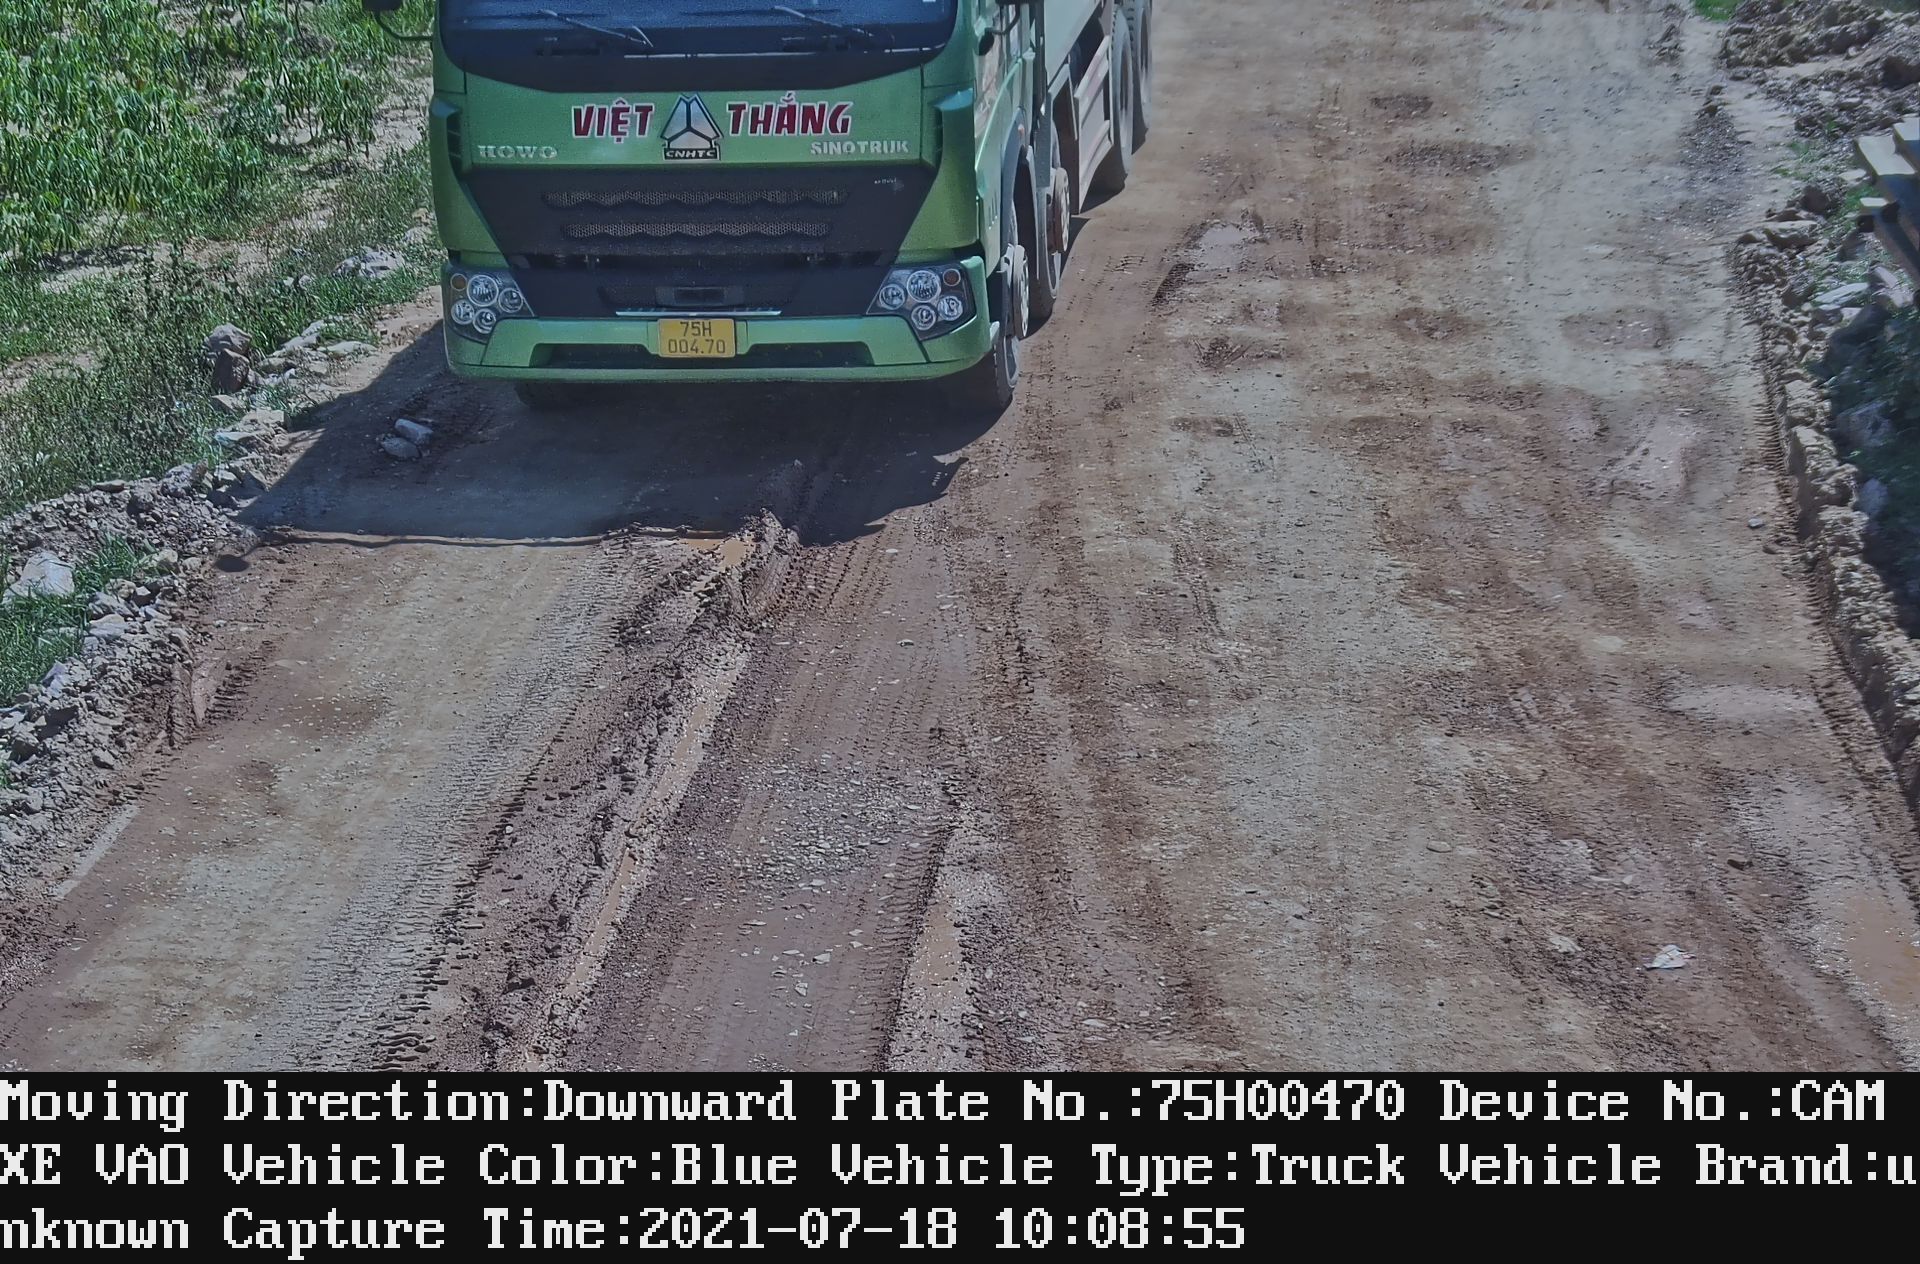 VIỆT THẮNG
CNHTC
HOWO SINOTRUK
75H
004.70
Moving Direction:Downward Plate No.:75H00470 Device No.:CAM
XE VAO Vehicle Color:Blue Vehicle Type:Truck Vehicle Brand:u
nknown Capture Time:2021-07-18 10:08:55